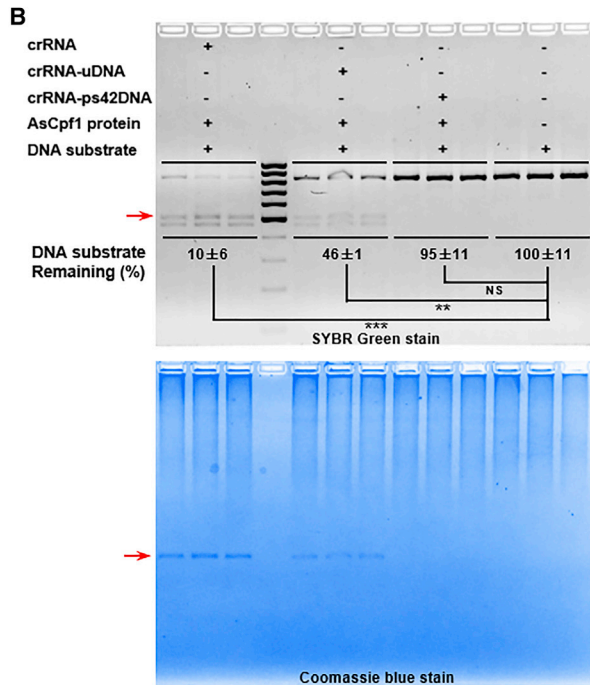 B
crRNA + - - -
crRNA-uDNA - + - -
crRNA-ps42DNA - - + -
AsCpf1 protein + + + -
DNA substrate + + + +
DNA substrate
Remaining (%) 10±6 46±1 95±11 100±11
NS
**
***
SYBR Green stain
Coomassie blue stain